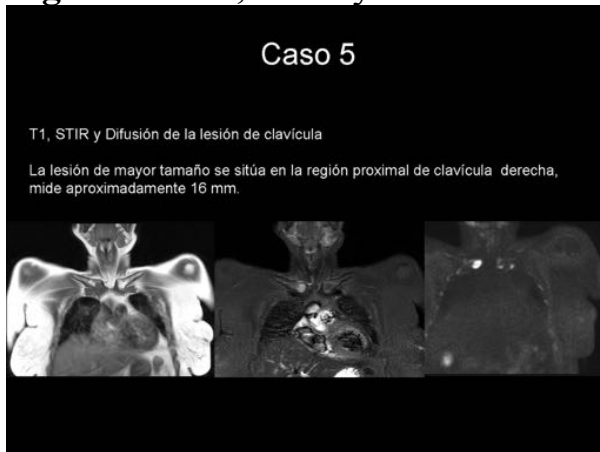 Caso 5
T1, STIR y Difusión de la lesión de clavícula
La lesión de mayor tamaño se sitúa en la región proximal de clavícula derecha,
mide aproximadamente 16 mm.